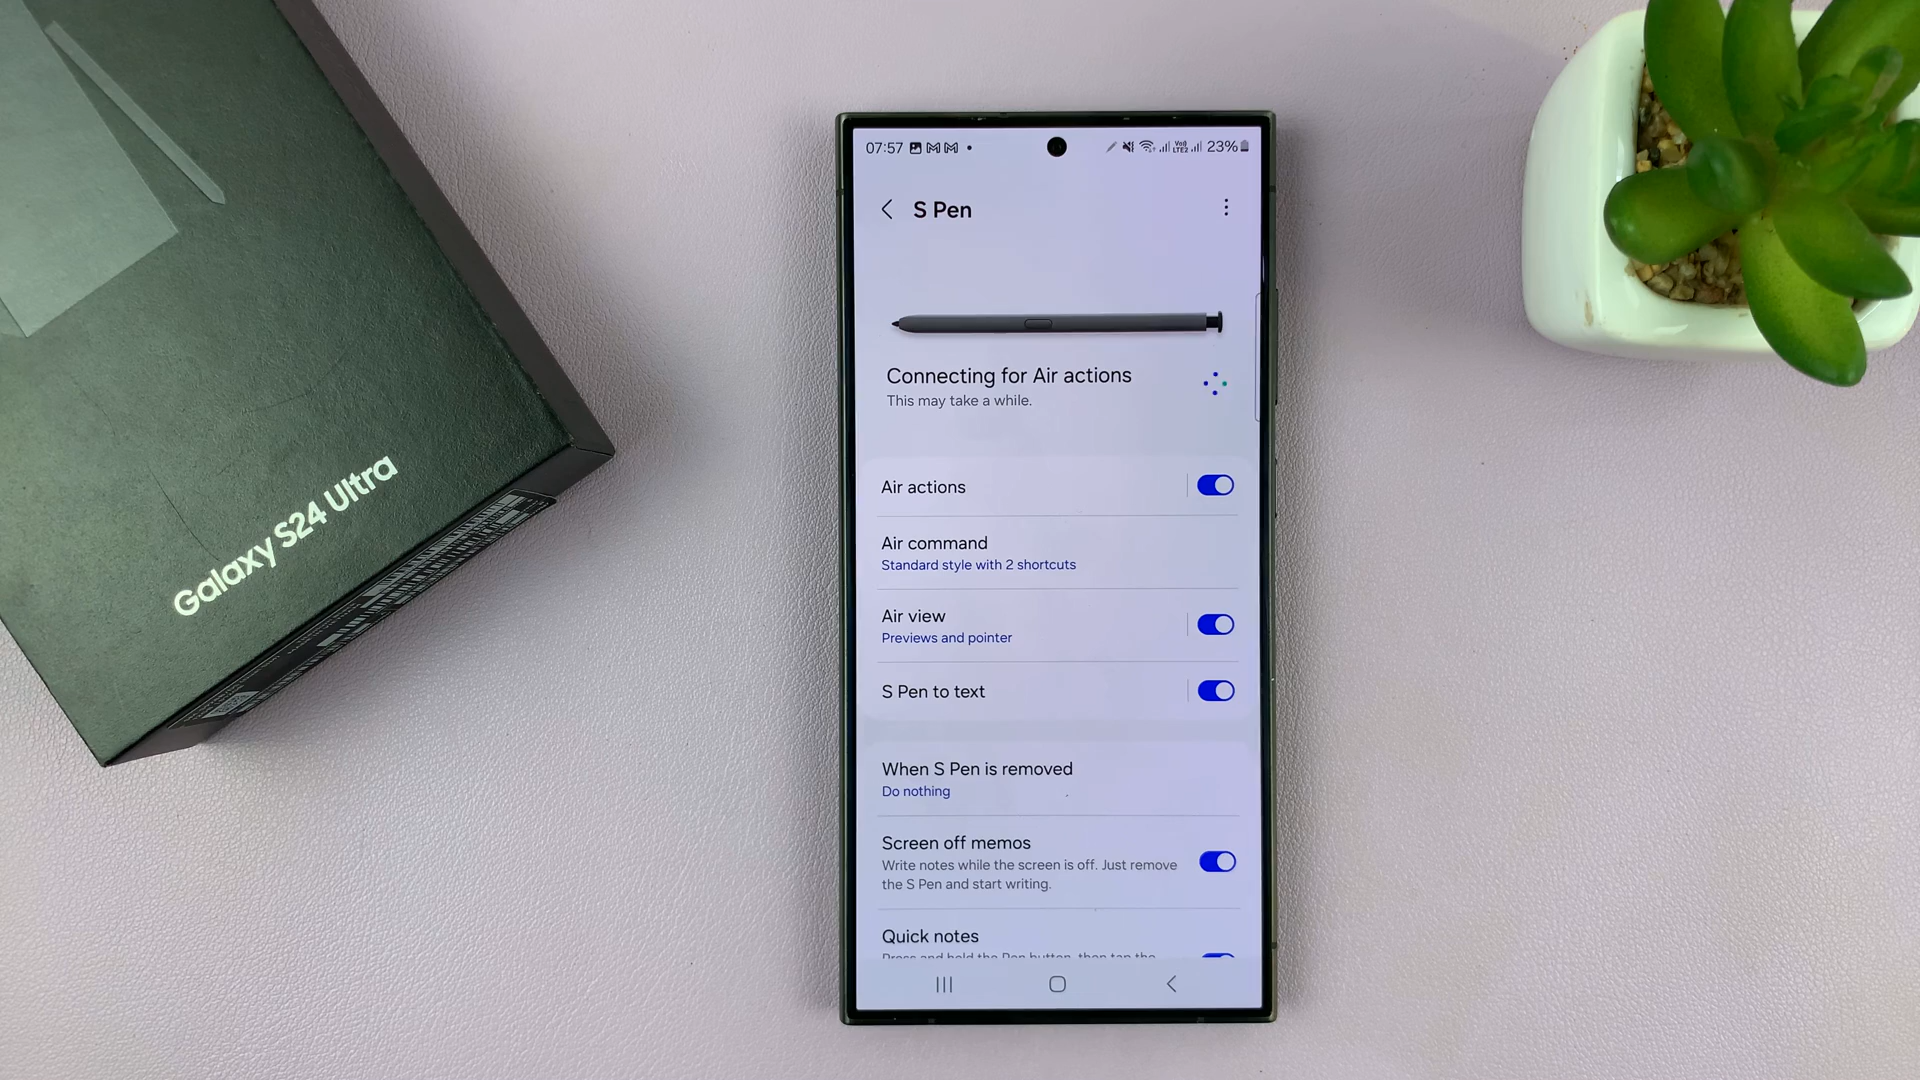 Galaxy S24 Ultra
07:57
23%
S Pen
Connecting for Air actions
This may take a while.
Air actions
Air command
Standard style with 2 shortcuts
Air view
Previews and pointer
S Pen to text
When S Pen is removed
Do nothing
Screen off memos
Write notes while the screen is off. Just remove
the S Pen and start writing.
Quick notes
Press and hold the Pen button, then tap the